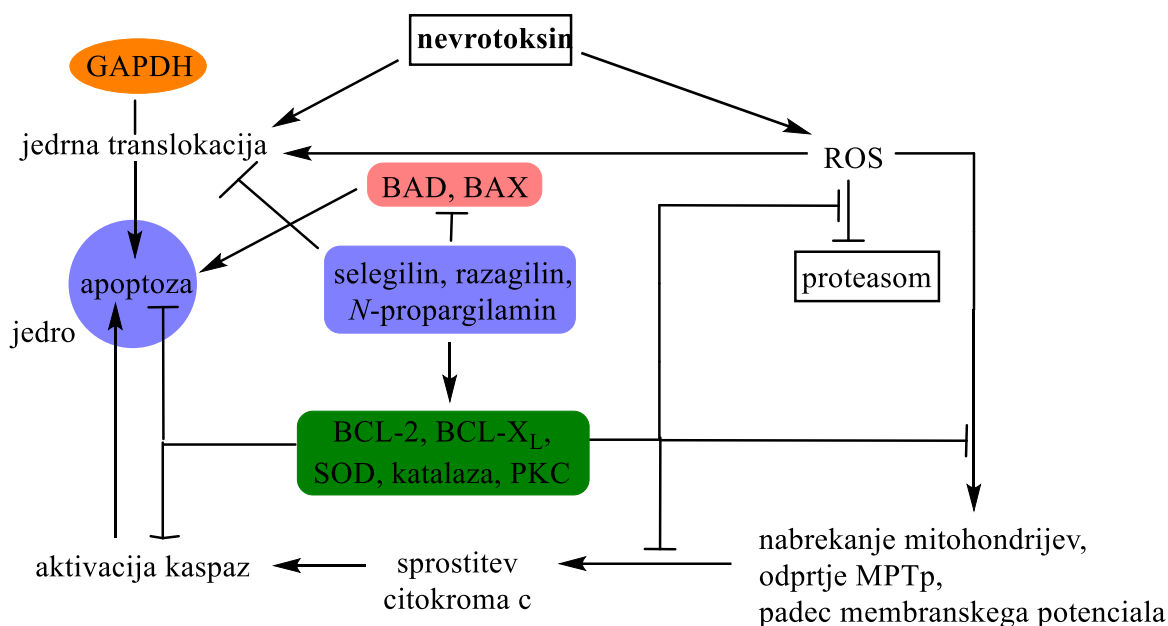 nevrotoksin
GAPDH
jedrna translokacija
ROS
BAD, BAX
selegilin, razagilin,
N-propargilamin
proteasom
apoptoza
jedro
BCL-2, BCL-XL,
SOD, katalaza, PKC
nabrekanje mitohondrijev,
odprtje MPTp,
padec membranskega potenciala
sprostitev
citokroma c
aktivacija kaspaz